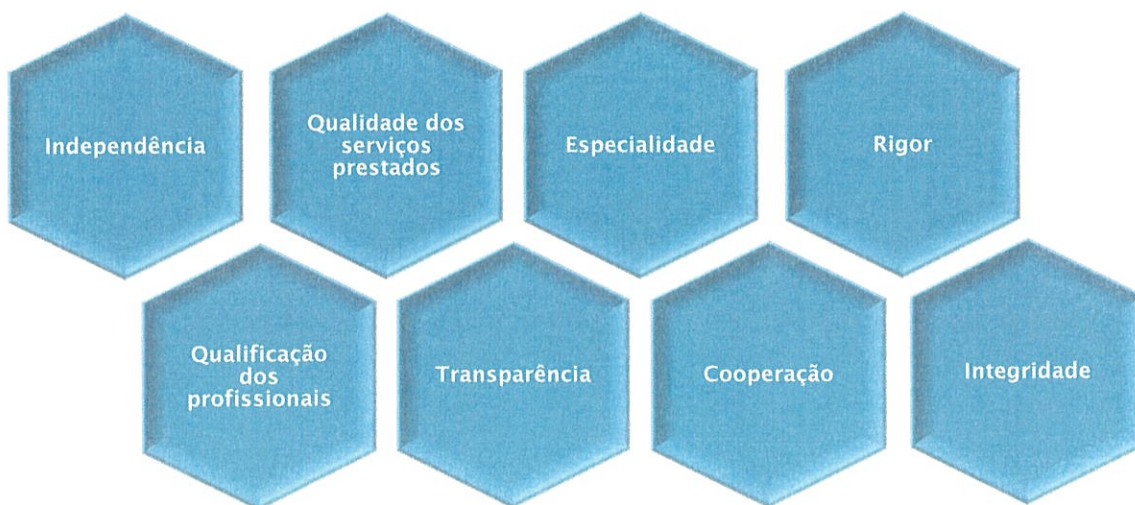 Independência
Qualidade dos
serviços
prestados
Especialidade
Rigor
Qualificação
dos
profissionais
Transparência
Cooperação
Integridade